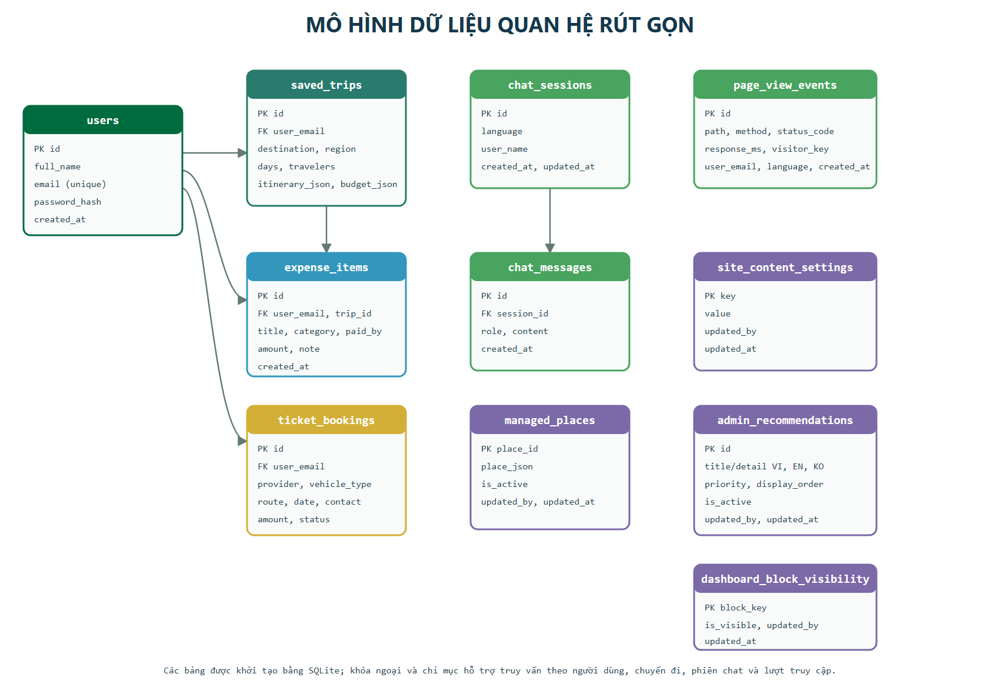 MÔ HÌNH DỮ LIỆU QUAN HỆ RÚT GỌN
users
PK id
full_name
email (unique)
password_hash
created_at
saved_trips
PK id
FK user_email
destination, region
days, travelers
itinerary_json, budget_json
chat_sessions
PK id
language
user_name
created_at, updated_at
page_view_events
PK id
path, method, status_code
response_ms, visitor_key
user_email, language, created_at
expense_items
PK id
FK user_email, trip_id
title, category, paid_by
amount, note
created_at
chat_messages
PK id
FK session_id
role, content
created_at
site_content_settings
PK key
value
updated_by
updated_at
ticket_bookings
PK id
FK user_email
provider, vehicle_type
route, date, contact
amount, status
managed_places
PK place_id
place_json
is_active
updated_by, updated_at
admin_recommendations
PK id
title/detail VI, EN, KO
priority, display_order
is_active
updated_by, updated_at
dashboard_block_visibility
PK block_key
is_visible, updated_by
updated_at
Các bảng được khởi tạo bằng SQLite; khóa ngoại và chỉ mục hỗ trợ truy vấn theo người dùng, chuyến đi, phiên chat và lượt truy cập.